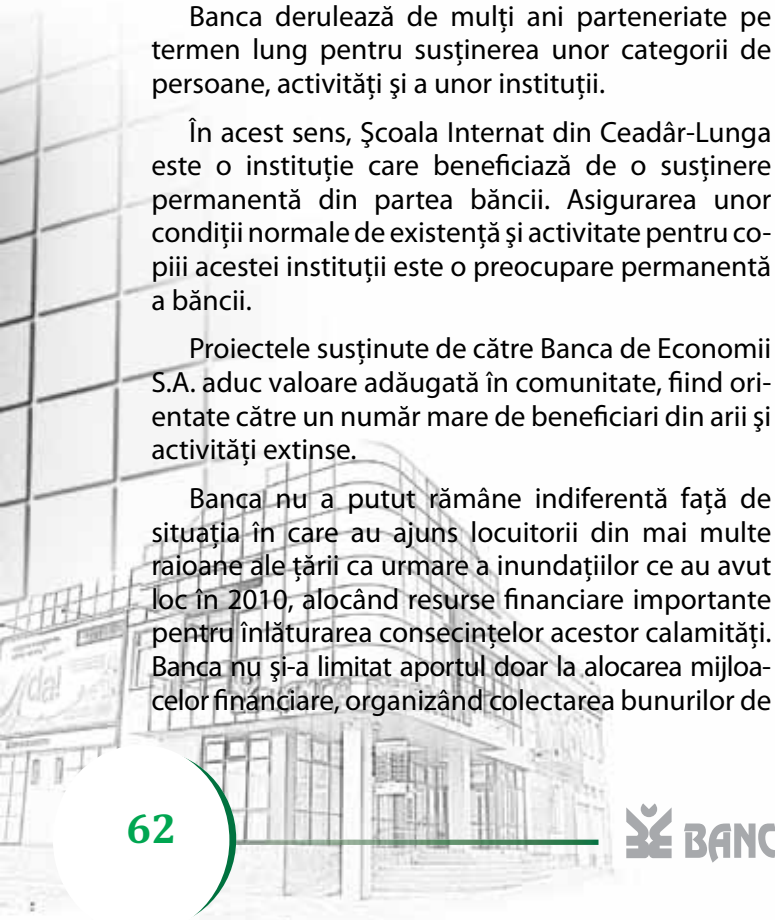 Banca derulează de mulți ani parteneriate pe
termen lung pentru susținerea unor categorii de
persoane, activități și a unor instituții.
În acest sens, Școala Internat din Ceadâr-Lunga
este o instituție care beneficiază de o susținere
permanentă din partea băncii. Asigurarea unor
condiții normale de existență și activitate pentru co-
piii acestei instituții este o preocupare permanentă
a băncii.
Proiectele susținute de către Banca de Economii
S.A. aduc valoare adăugată în comunitate, fiind ori-
entate către un număr mare de beneficiari din arii și
activități extinse.
Banca nu a putut rămâne indiferentă față de
situația în care au ajuns locuitorii din mai multe
raioane ale țării ca urmare a inundațiilor ce au avut
loc în 2010, alocând resurse financiare importante
pentru înlăturarea consecințelor acestor calamități.
Banca nu și-a limitat aportul doar la alocarea mijloa-
celor financiare, organizând colectarea bunurilor de
da!
62
BANC